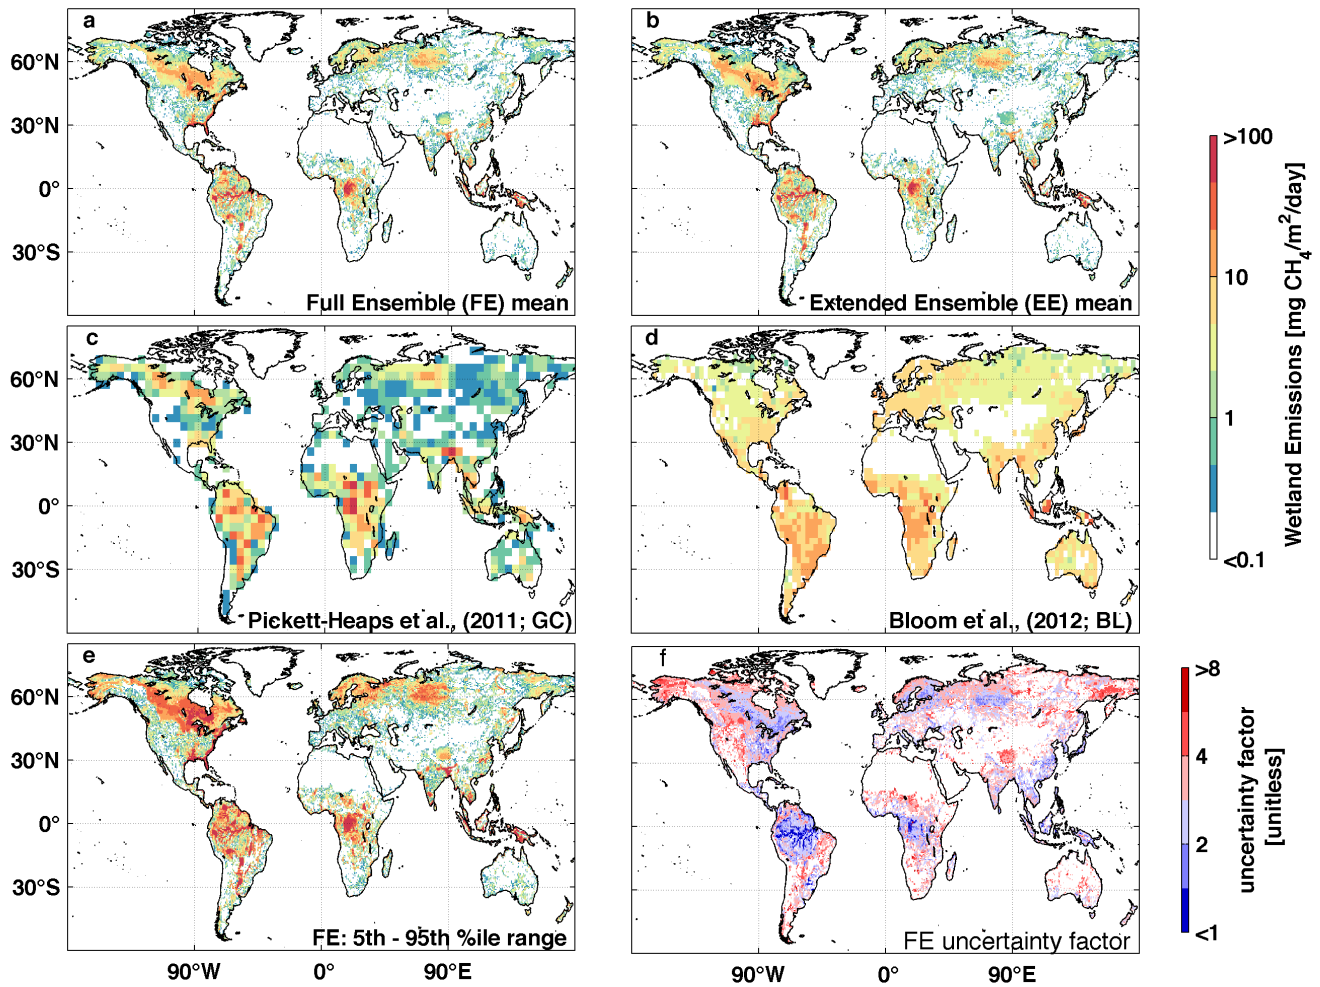 a
60°N
30°N
0°
30°S
Full Ensemble (FE) mean
b
Extended Ensemble (EE) mean
c
60°N
30°N
0°
30°S
Pickett-Heaps et al., (2011; GC)
d
Bloom et al., (2012; BL)
>100
10
1
<0.1
Wetland Emissions [mg CH4/m2/day]
e
60°N
30°N
0°
30°S
FE: 5th - 95th %ile range
90°W
0°
90°E
f
FE uncertainty factor
90°W
0°
90°E
>8
4
2
<1
uncertainty factor
[unitless]